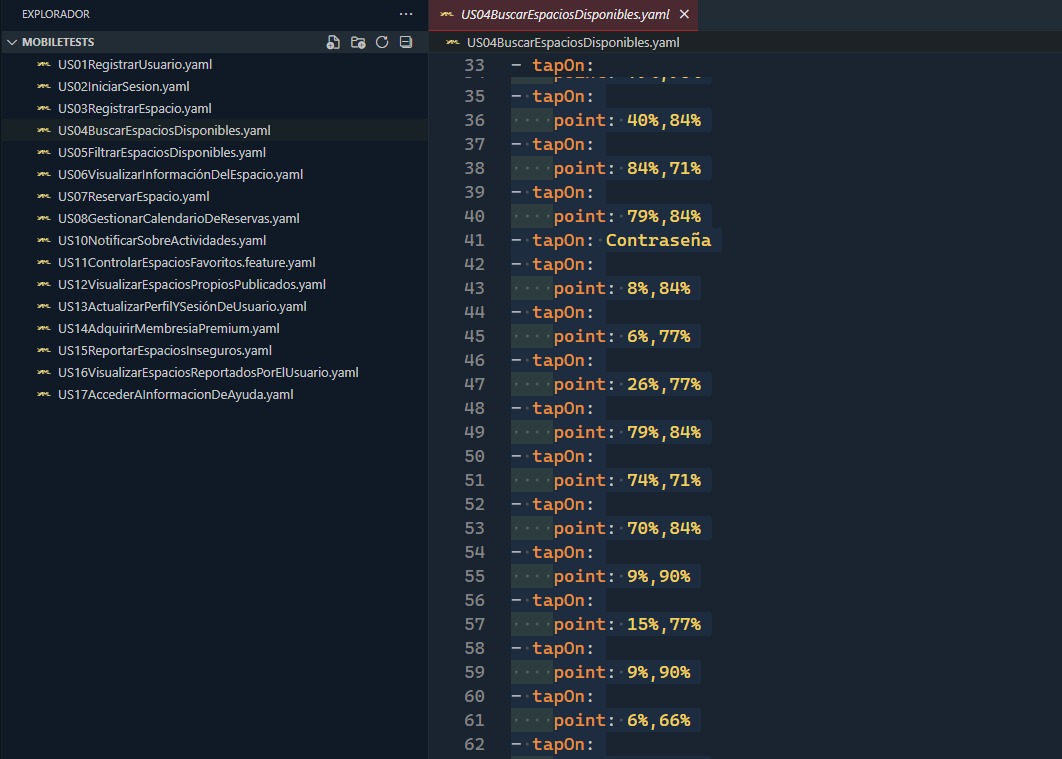 EXPLORADOR
MOBILETESTS
US01RegistrarUsuario.yaml
US02IniciarSesion.yaml
US03RegistrarEspacio.yaml
US04BuscarEspaciosDisponibles.yaml
US05FiltrarEspaciosDisponibles.yaml
US06VisualizarInformaciónDelEspacio.yaml
US07ReservarEspacio.yaml
US08GestionarCalendarioDeReservas.yaml
US10NotificarSobreActividades.yaml
US11ControlarEspaciosFavoritos.feature.yaml
US12VisualizarEspaciosPropiosPublicados.yaml
US13ActualizarPerfilYSesiónDeUsuario.yaml
US14AdquirirMembresiaPremium.yaml
US15ReportarEspaciosInseguros.yaml
US16VisualizarEspaciosReportadosPorElUsuario.yaml
US17AccederAInformacionDeAyuda.yaml
US04BuscarEspaciosDisponibles.yaml
US04BuscarEspaciosDisponibles.yaml
33 - tapOn:
35 - tapOn:
36 point: 40%,84%
37 - tapOn:
38 point: 84%,71%
39 - tapOn:
40 point: 79%,84%
41 - tapOn: Contraseña
42 - tapOn:
43 point: 8%,84%
44 - tapOn:
45 point: 6%,77%
46 - tapOn:
47 point: 26%,77%
48 - tapOn:
49 point: 79%,84%
50 - tapOn:
51 point: 74%,71%
52 - tapOn:
53 point: 70%,84%
54 - tapOn:
55 point: 9%,90%
56 - tapOn:
57 point: 15%,77%
58 - tapOn:
59 point: 9%,90%
60 - tapOn:
61 point: 6%,66%
62 - tapOn: